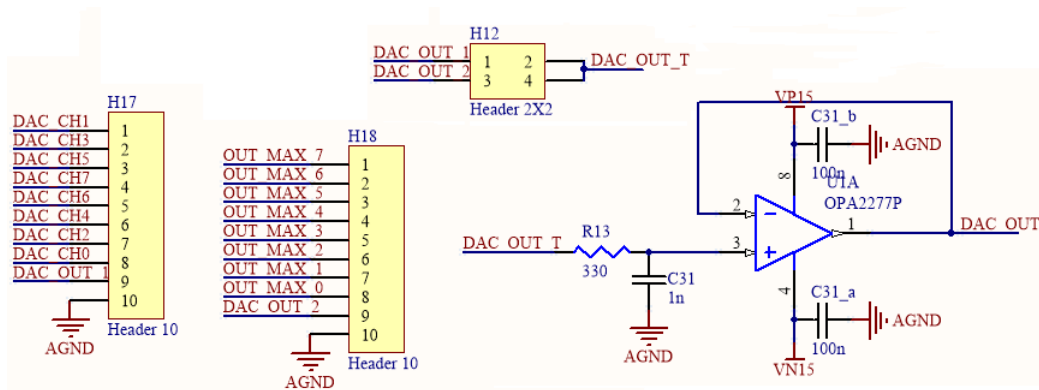 H12
DAC_OUT_1 1 2 DAC_OUT_T
DAC_OUT_2 3 4
Header 2X2
H17
DAC_CH1 1
DAC_CH3 2
DAC_CH5 3
DAC_CH7 4
DAC_CH6 5
DAC_CH4 6
DAC_CH2 7
DAC_CH0 8
DAC_OUT_1 9
10
Header 10
AGND
H18
OUT_MAX_7 1
OUT_MAX_6 2
OUT_MAX_5 3
OUT_MAX_4 4
OUT_MAX_3 5
OUT_MAX_2 6
OUT_MAX_1 7
OUT_MAX_0 8
DAC_OUT_2 9
10
Header 10
AGND
VP15
C31_b
AGND
100n
8
U1A
OPA2277P
2
1 DAC_OUT
DAC_OUT_T R13 3
330
C31
1n
AGND
4
C31_a
AGND
100n
VN15